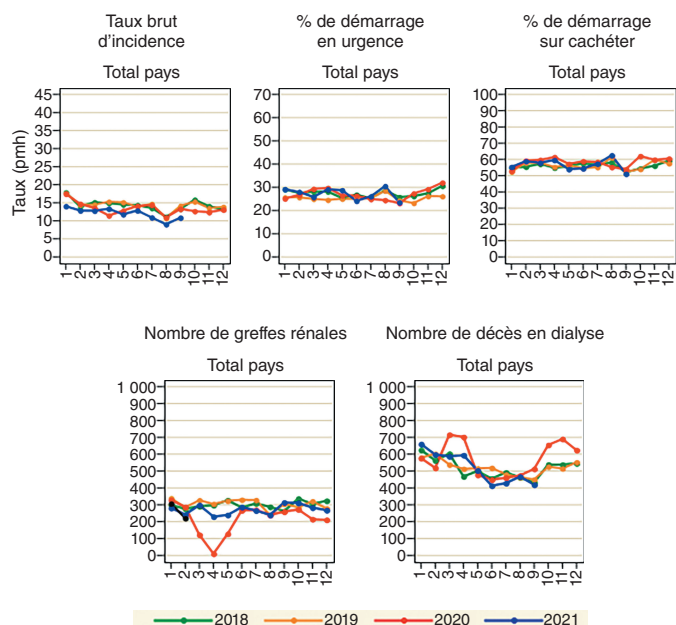 Taux brut
d'incidence
Total pays
Taux (pmh)
45
40
35
30
25
20
15
10
5
0
1 2 3 4 5 6 7 8 9 10 11 12
% de démarrage
en urgence
Total pays
70
60
50
40
30
20
10
0
1 2 3 4 5 6 7 8 9 10 11 12
% de démarrage
sur cachéter
Total pays
100
90
80
70
60
50
40
30
20
10
0
1 2 3 4 5 6 7 8 9 10 11 12
Nombre de greffes rénales
Total pays
1 000
900
800
700
600
500
400
300
200
100
0
1 2 3 4 5 6 7 8 9 10 11 12
Nombre de décès en dialyse
Total pays
1 000
900
800
700
600
500
400
300
200
100
0
1 2 3 4 5 6 7 8 9 10 11 12
2018 2019 2020 2021